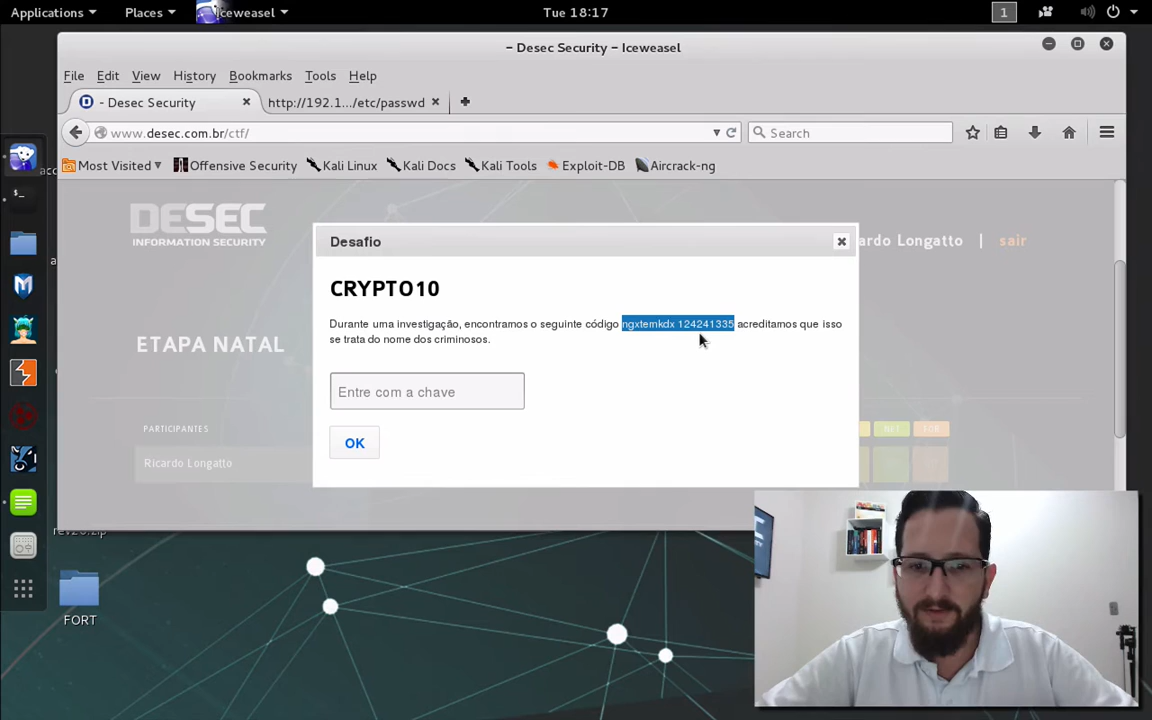 Applications Places Iceweasel Tue 18:17 1
– Desec Security – Iceweasel
File Edit View History Bookmarks Tools Help
- Desec Security http://192.1.../etc/passwd
www.desec.com.br/ctf/ Search
Most Visited Offensive Security Kali Linux Kali Docs Kali Tools Exploit-DB Aircrack-ng
DESEC
INFORMATION SECURITY
ardo Longatto | sair
Desafio
CRYPTO10
Durante uma investigação, encontramos o seguinte código ngxtemkdx 124241335 acreditamos que isso
se trata do nome dos criminosos.
ETAPA NATAL
Entre com a chave
OK
PARTICIPANTES
NET FOR
Ricardo Longatto
rev20.zip
FORT